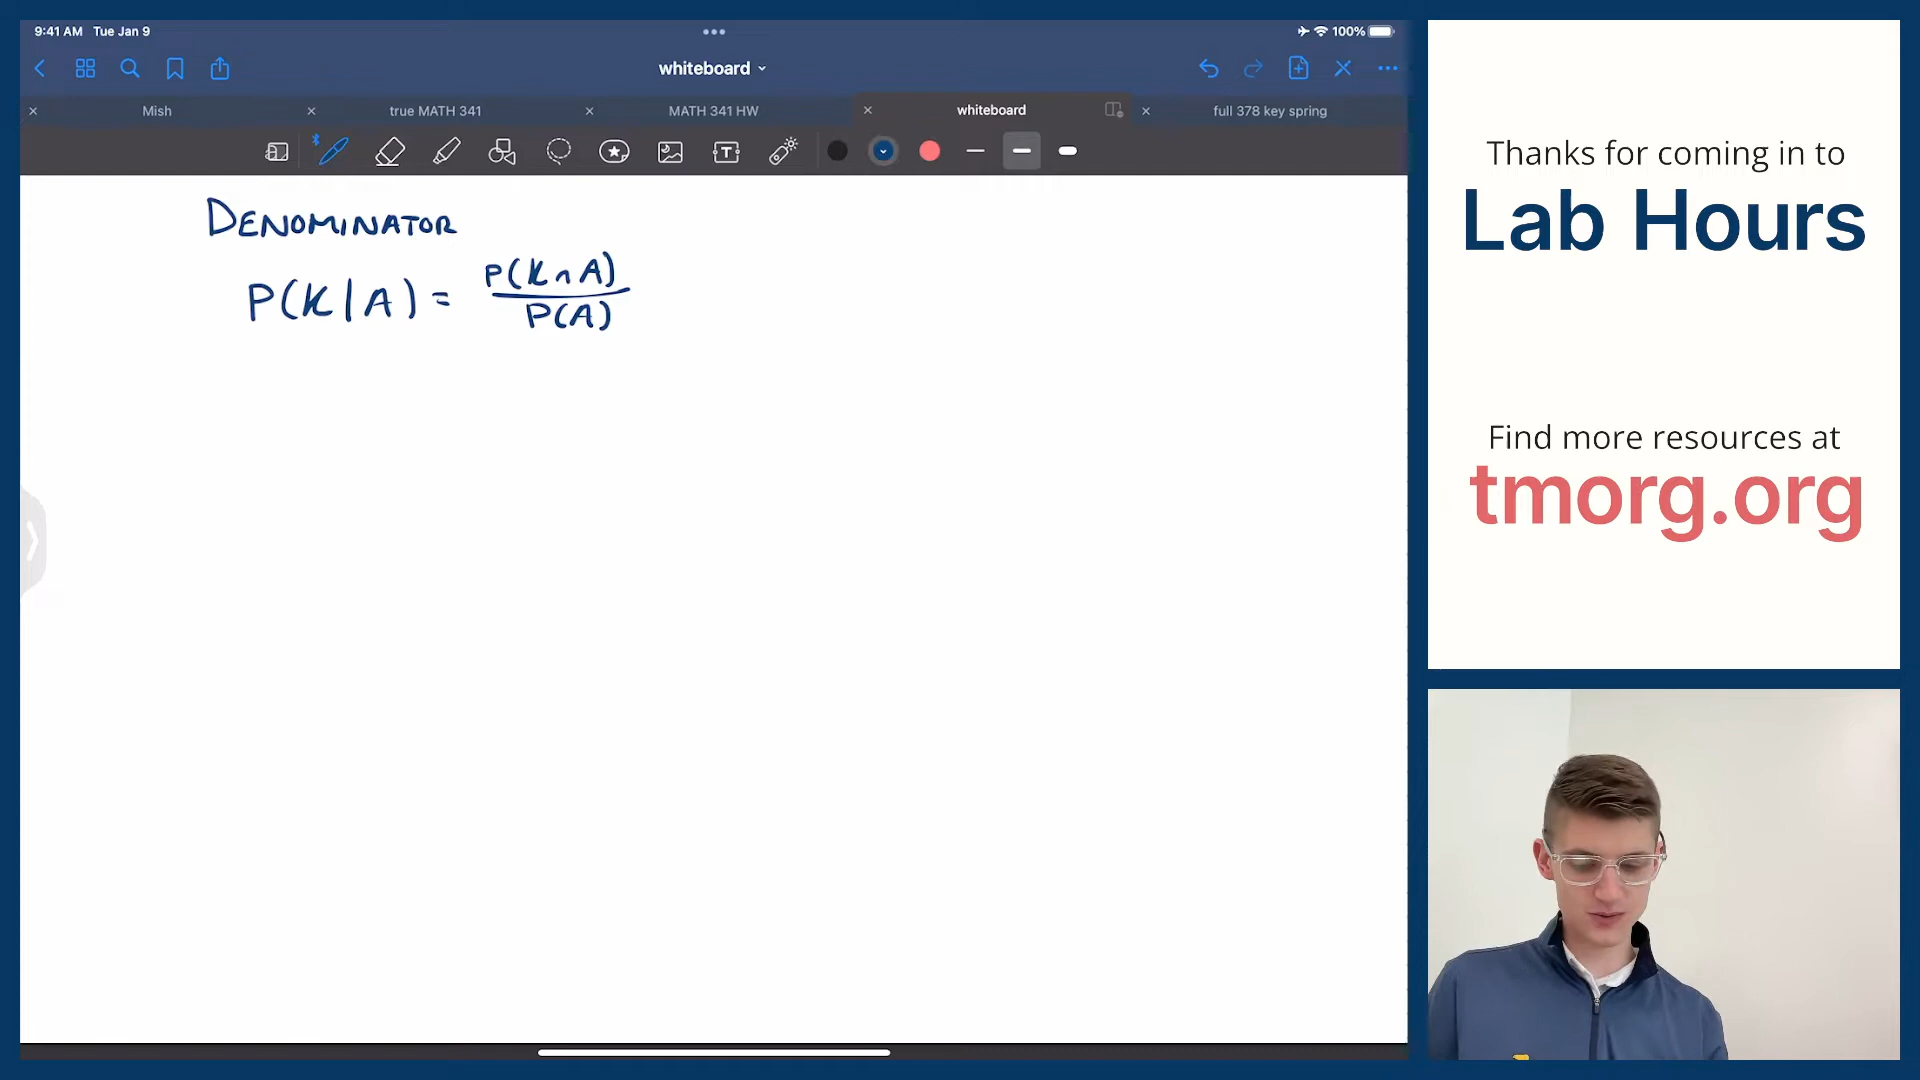 9:41 AM Tue Jan 9
100%
whiteboard
Mish
true MATH 341
MATH 341 HW
whiteboard
full 378 key spring
DENOMINATOR
P(K|A) = P(K∩A)
P(A)
Thanks for coming in to
Lab Hours
Find more resources at
tmorg.org